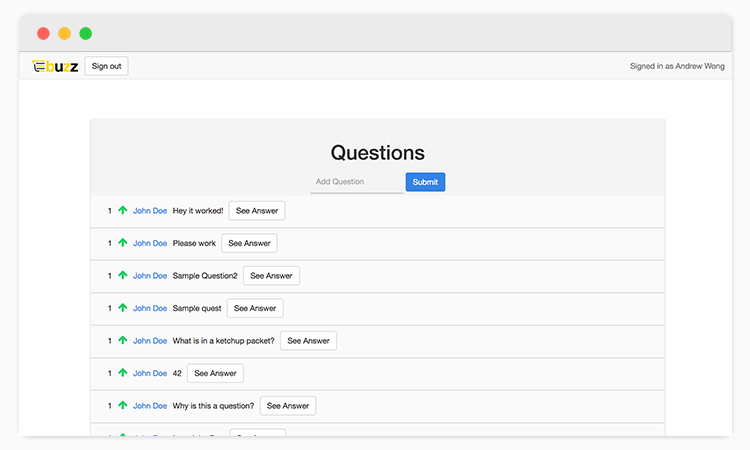 Ebuzz Sign out Signed in as Andrew Wong
Questions
Add Question Submit
1 John Doe Hey it worked! See Answer
1 John Doe Please work See Answer
1 John Doe Sample Question2 See Answer
1 John Doe Sample quest See Answer
1 John Doe What is in a ketchup packet? See Answer
1 John Doe 42 See Answer
1 John Doe Why is this a question? See Answer